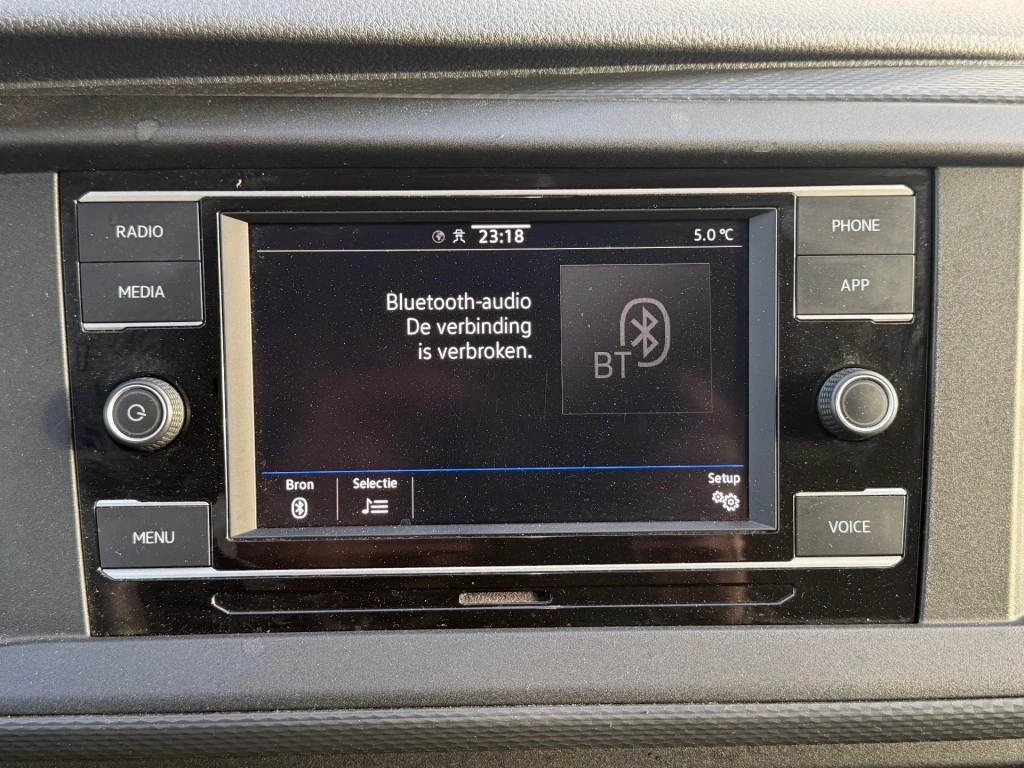 RADIO
MEDIA
MENU
23:18
5.0 °C
Bluetooth-audio
De verbinding
is verbroken.
BT
Bron
Selectie
Setup
PHONE
APP
VOICE